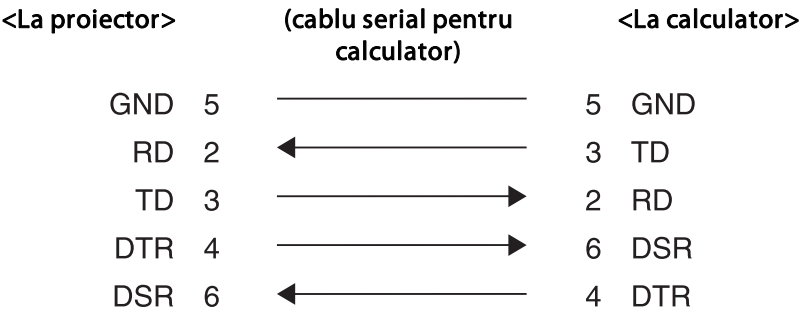 <La proiector> (cablu serial pentru <La calculator>
calculator)
GND 5 5 GND
RD 2 3 TD
TD 3 2 RD
DTR 4 6 DSR
DSR 6 4 DTR